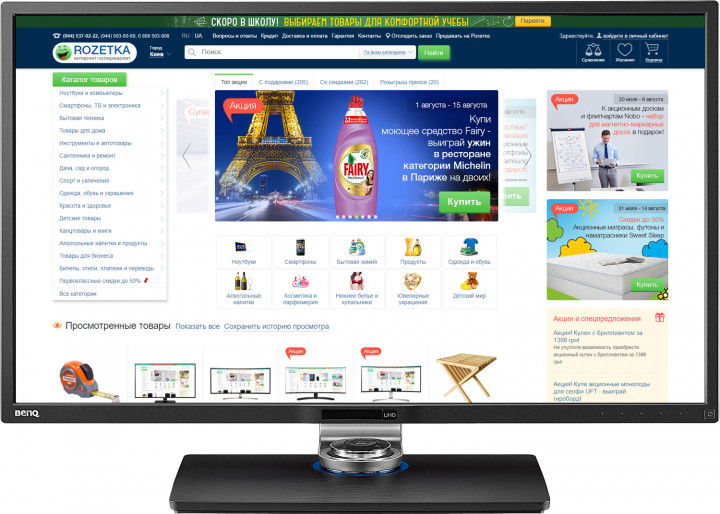 СКОРО В ШКОЛУ! ВЫБИРАЕМ ТОВАРЫ ДЛЯ КОМФОРТНОЙ УЧЕБЫ Перейти
(044) 537-02-22, (044) 503-80-80, 0 800 503-808
RU UA
Вопросы и ответы Кредит Доставка и оплата Гарантия Контакты Отследить заказ Продавать на Розетке
Здравствуйте, войдите в личный кабинет
ROZETKA
интернет-супермаркет
Город
Киев
Поиск
По всем категориям
Найти
Сравнение
Желания
Корзина
Каталог товаров
Ноутбуки и компьютеры
Смартфоны, ТВ и электроника
Бытовая техника
Товары для дома
Инструменты и автотовары
Сантехника и ремонт
Дача, сад и огород
Спорт и увлечения
Одежда, обувь и украшения
Красота и здоровье
Детские товары
Канцтовары и книги
Алкогольные напитки и продукты
Товары для бизнеса
Билеты, отели, платежи и переводы
Первоклассные скидки до 50%
Все категории
Топ акции
С подарками (205)
Со скидками (262)
Розыгрыш призов (20)
Акция
1 августа - 15 августа
Купи
моющее средство Fairy -
выиграй ужин
в ресторане
категории Michelin
в Париже на двоих!
FAIRY
Купить
Ноутбуки
Смартфоны
Бытовая химия
Продукты
Одежда и обувь
Алкогольные
напитки
Косметика и
парфюмерия
Нижнее белье и
купальники
Ювелирные
украшения
Детский мир
Акция
20 июля - 9 августа
К акционным доскам
и флипчартам Nobo - набор
для магнитно-маркерных
досок в подарок!
Купить
Акция
31 июля - 14 августа
Скидки до 36%
Акционные матрасы, футоны и
наматрасники Sweet Sleep
Купить
Акции и спецпредложения
Акция! Кулон с бриллиантом за
1399 грн!
Не упустите возможность приобрести
акционный кулон с бриллиантом за
1399 грн!
Акция! Купи акционные моноподы
для селфи UFT - выиграй
гироборд!
Просмотренные товары
Показать все
Сохранить историю просмотра
Акция
Акция
BenQ
UHD